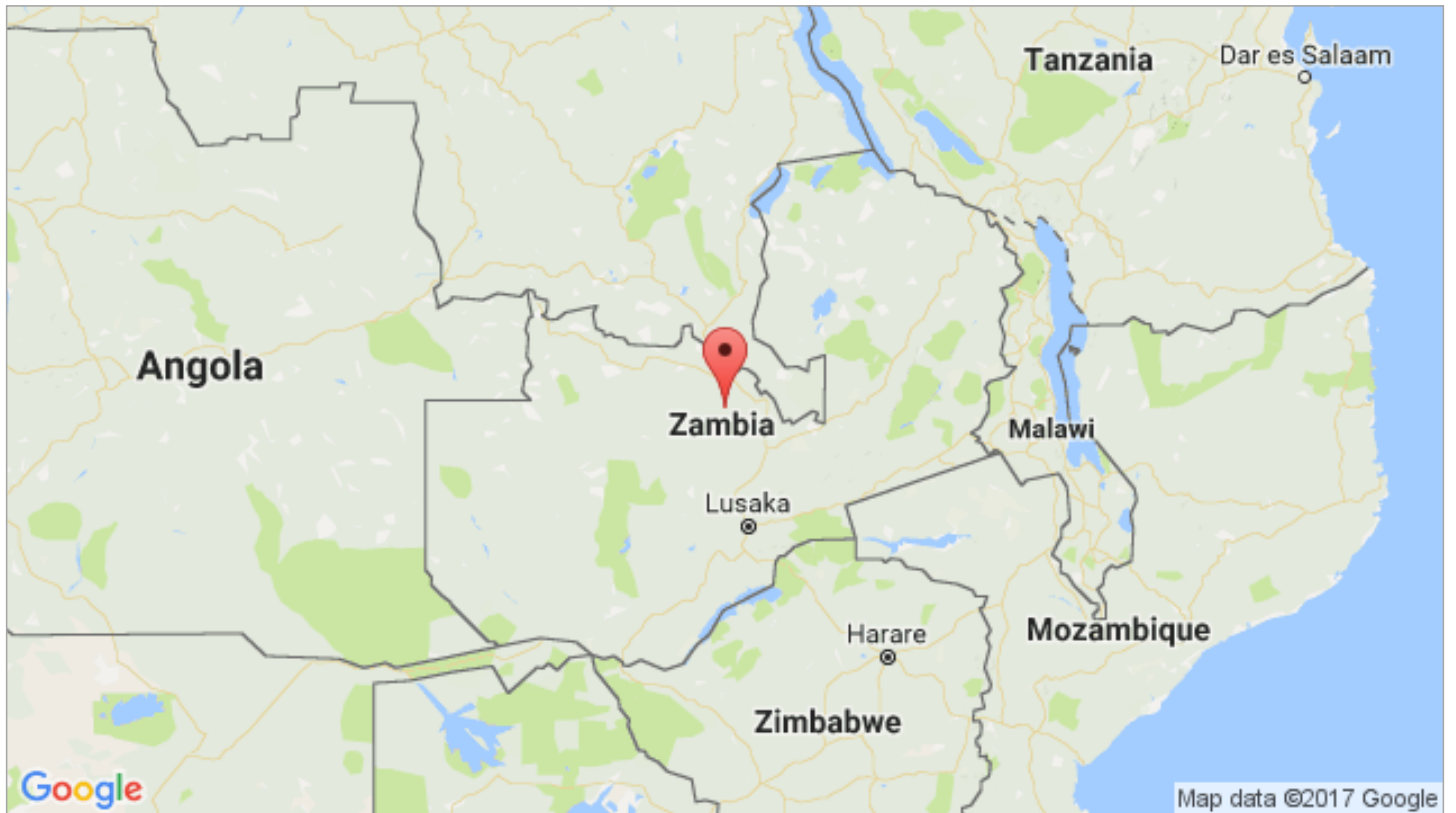 Tanzania
Dar es Salaam
Angola
Zambia
Malawi
Lusaka
Mozambique
Harare
Zimbabwe
Google
Map data ©2017 Google